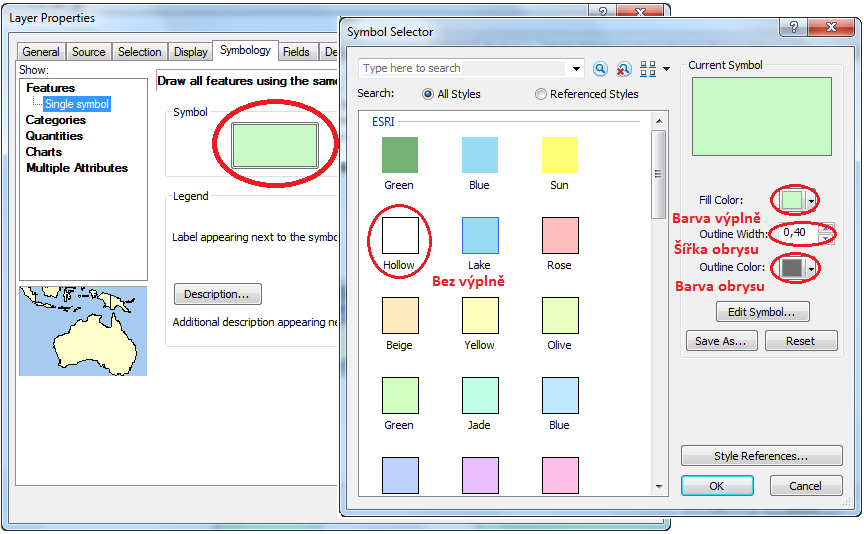 Layer Properties
General Source Selection Display Symbology Fields De
Show:
Features
Single symbol
Categories
Quantities
Charts
Multiple Attributes
Draw all features using the same
Symbol
Legend
Label appearing next to the symbo
Description...
Additional description appearing ne
Symbol Selector
Type here to search
Search: All Styles Referenced Styles
ESRI
Green Blue Sun
Hollow Lake Rose
Bez výplně
Beige Yellow Olive
Green Jade Blue
Current Symbol
Fill Color:
Barva výplně
Outline Width: 0,40
Šířka obrysu
Outline Color:
Barva obrysu
Edit Symbol...
Save As... Reset
Style References...
OK Cancel